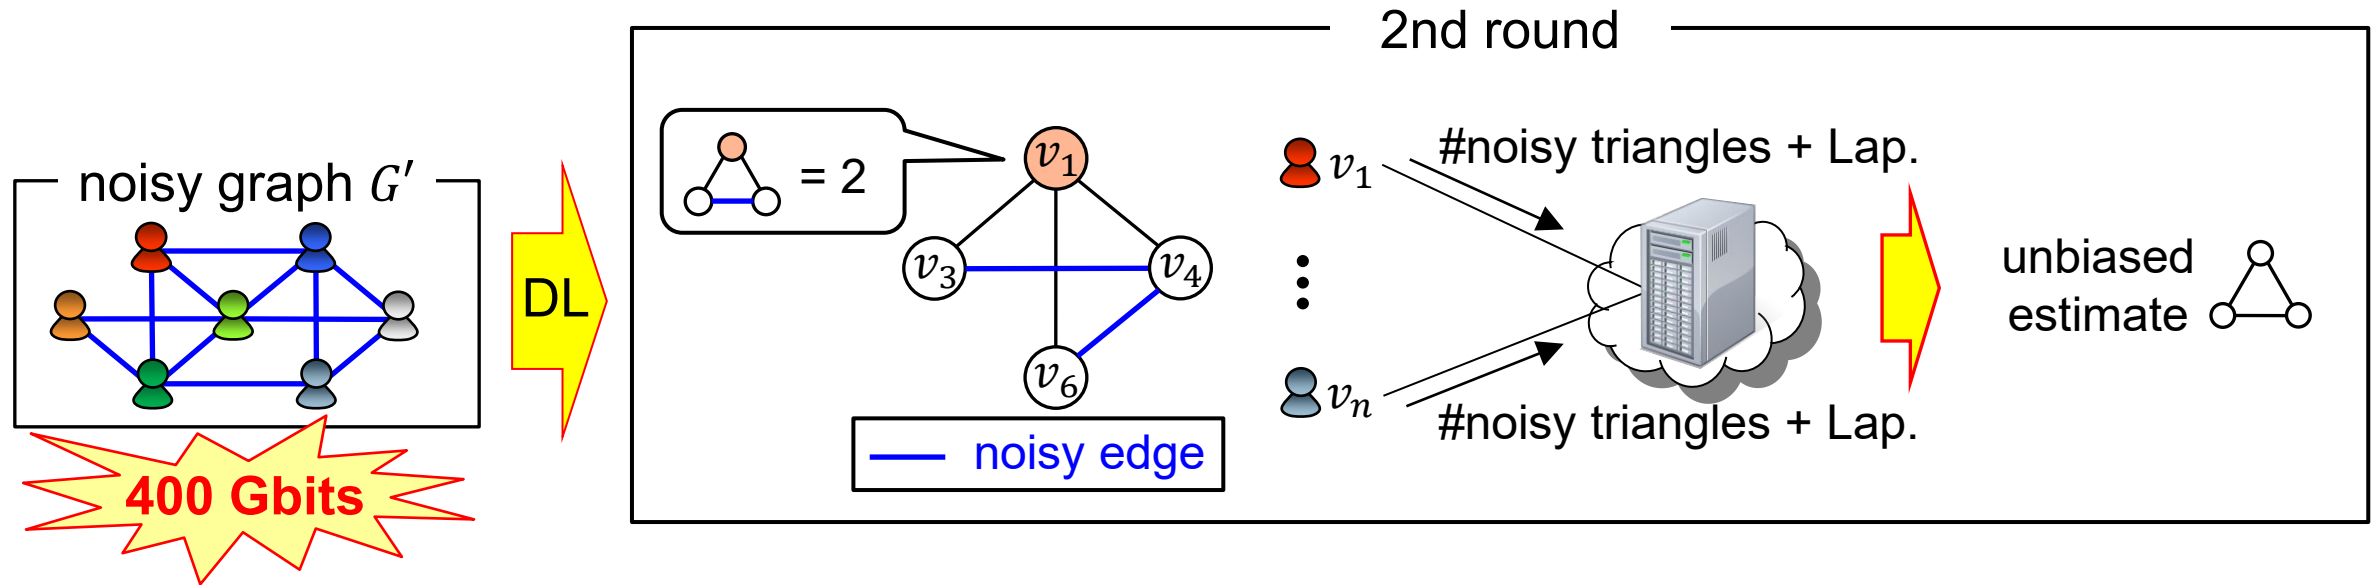 noisy graph G′
400 Gbits
DL
2nd round
= 2
v₁
v₃
v₄
v₆
noisy edge
v₁
#noisy triangles + Lap.
vₙ
#noisy triangles + Lap.
unbiased
estimate